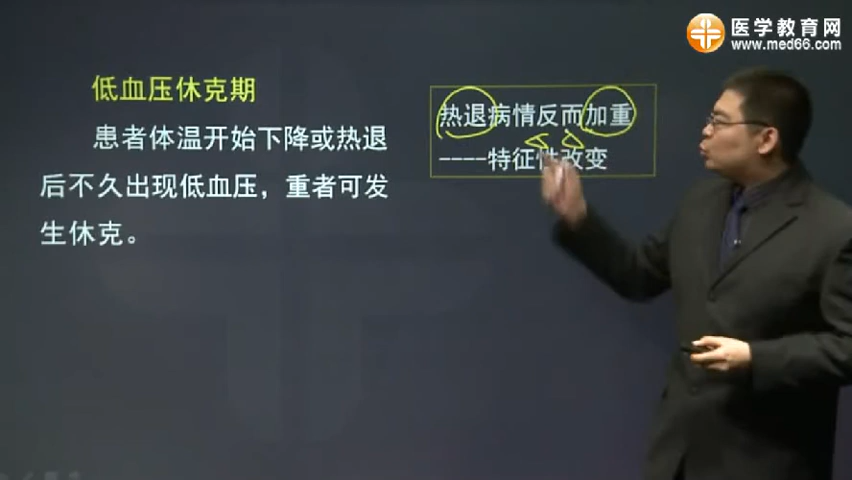 医学教育网
www.med66.com
低血压休克期
患者体温开始下降或热退
后不久出现低血压，重者可发
生休克。
热退病情反而加重
----特征性改变